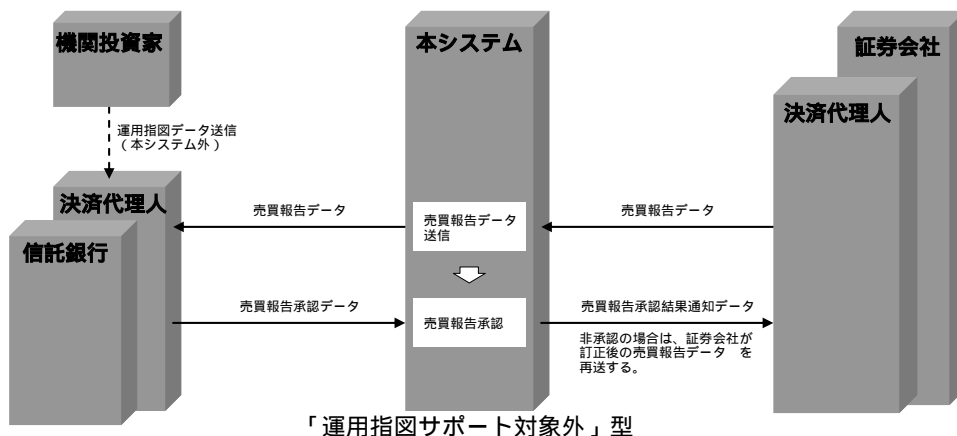 機関投資家
本システム
証券会社
決済代理人
運用指図データ送信
（本システム外）
決済代理人
信託銀行
売買報告データ
売買報告データ
送信
売買報告データ
売買報告承認データ
売買報告承認
売買報告承認結果通知データ
非承認の場合は、証券会社が
訂正後の売買報告データ　を
再送する。
「運用指図サポート対象外」型